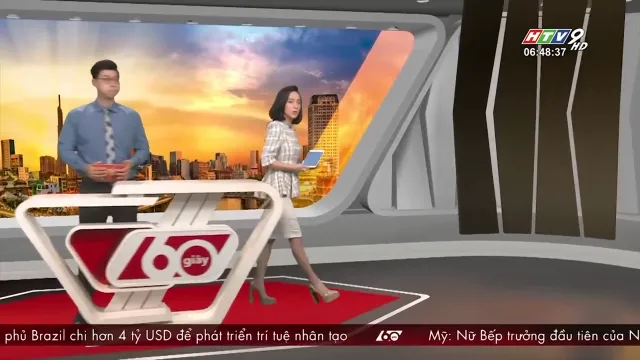 HTV9 HD
06:48:37
60 giây
phủ Brazil chi hơn 4 tỷ USD để phát triển trí tuệ nhân tạo 60 Mỹ: Nữ Bếp trưởng đầu tiên của N